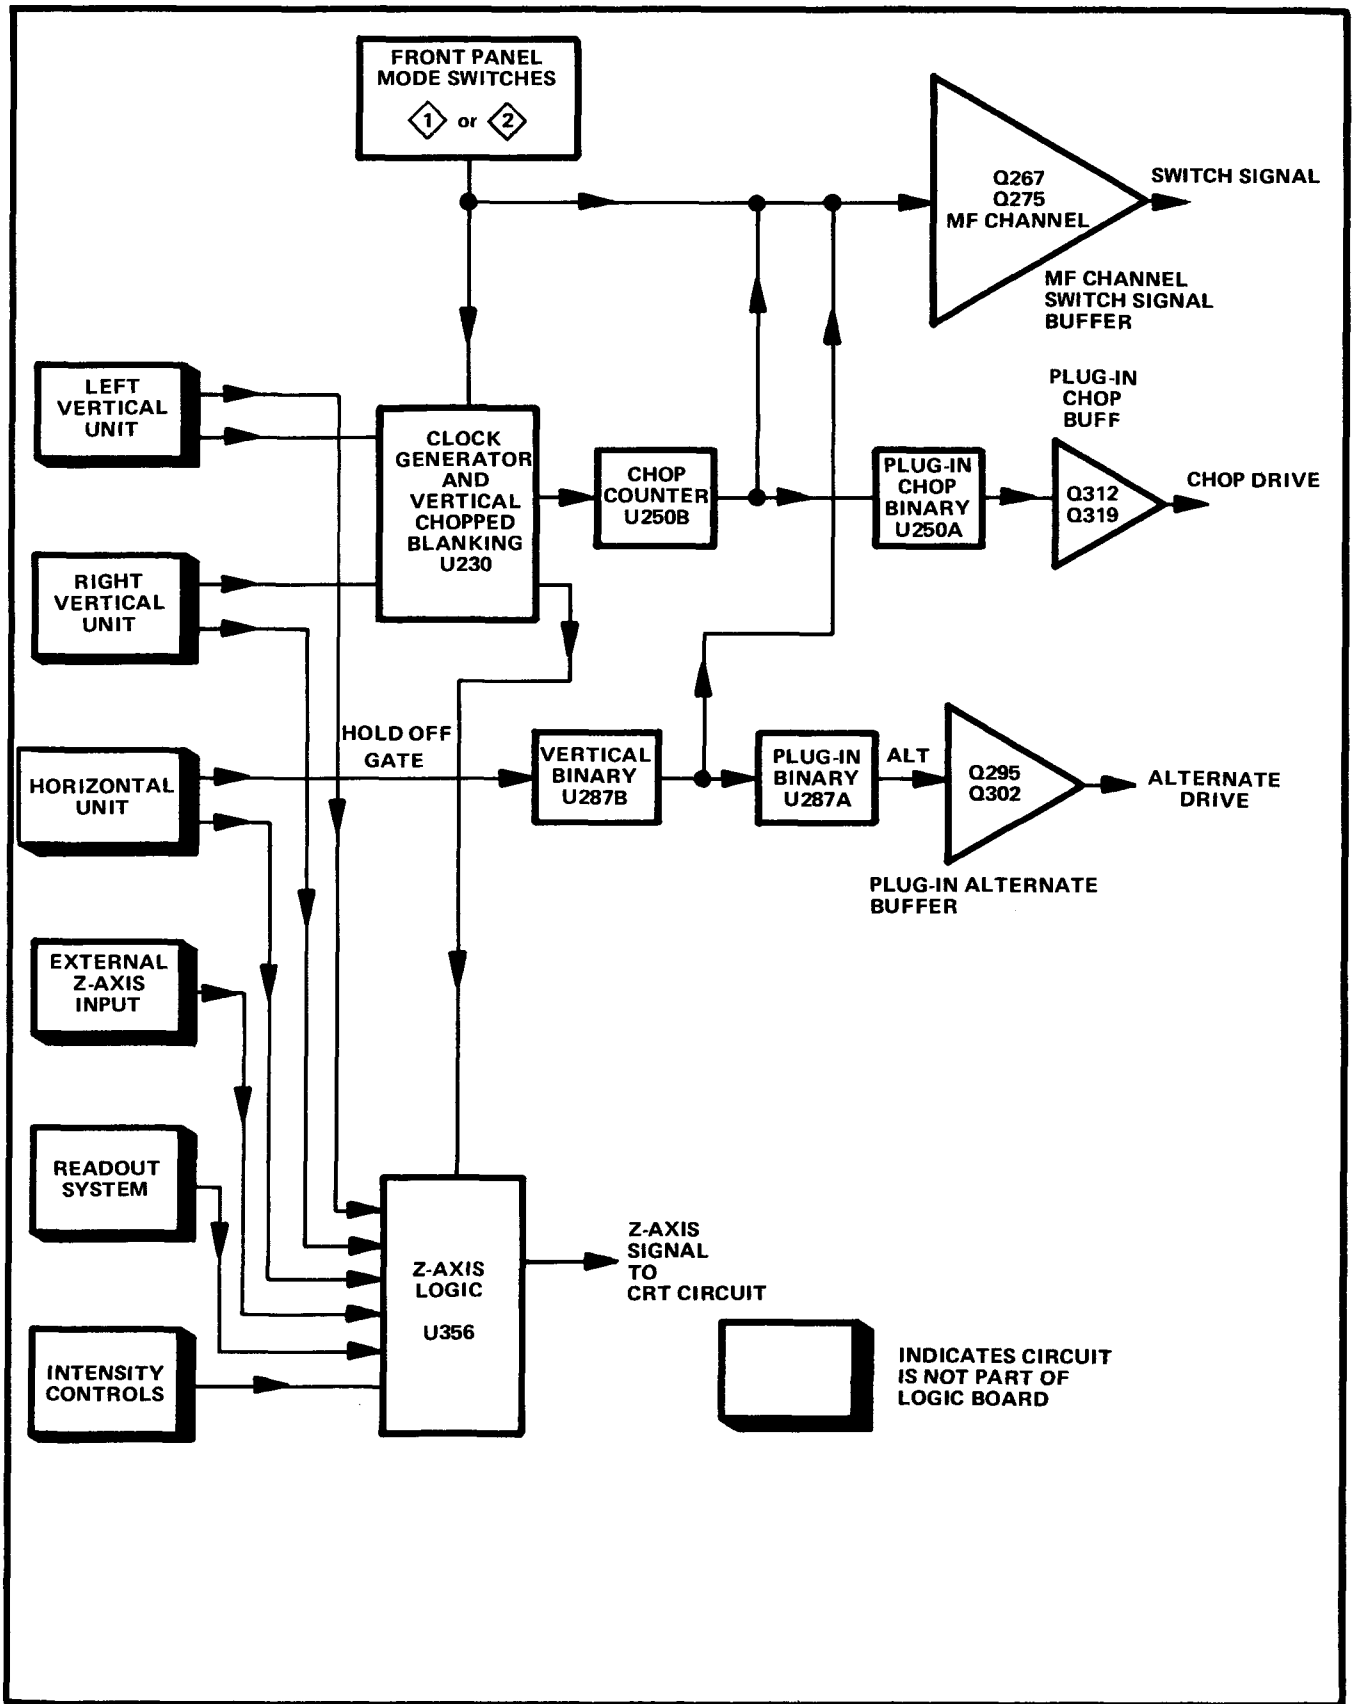 FRONT PANEL
MODE SWITCHES
1 or 2
Q267
Q275
MF CHANNEL
SWITCH SIGNAL
MF CHANNEL
SWITCH SIGNAL
BUFFER
LEFT
VERTICAL
UNIT
CLOCK
GENERATOR
AND
VERTICAL
CHOPPED
BLANKING
U230
CHOP
COUNTER
U250B
PLUG-IN
CHOP
BINARY
U250A
PLUG-IN
CHOP
BUFF
Q312
Q319
CHOP DRIVE
RIGHT
VERTICAL
UNIT
HORIZONTAL
UNIT
HOLD OFF
GATE
VERTICAL
BINARY
U287B
PLUG-IN
BINARY
U287A
ALT
Q295
Q302
ALTERNATE
DRIVE
PLUG-IN ALTERNATE
BUFFER
EXTERNAL
Z-AXIS
INPUT
READOUT
SYSTEM
INTENSITY
CONTROLS
Z-AXIS
LOGIC
U356
Z-AXIS
SIGNAL
TO
CRT CIRCUIT
INDICATES CIRCUIT
IS NOT PART OF
LOGIC BOARD